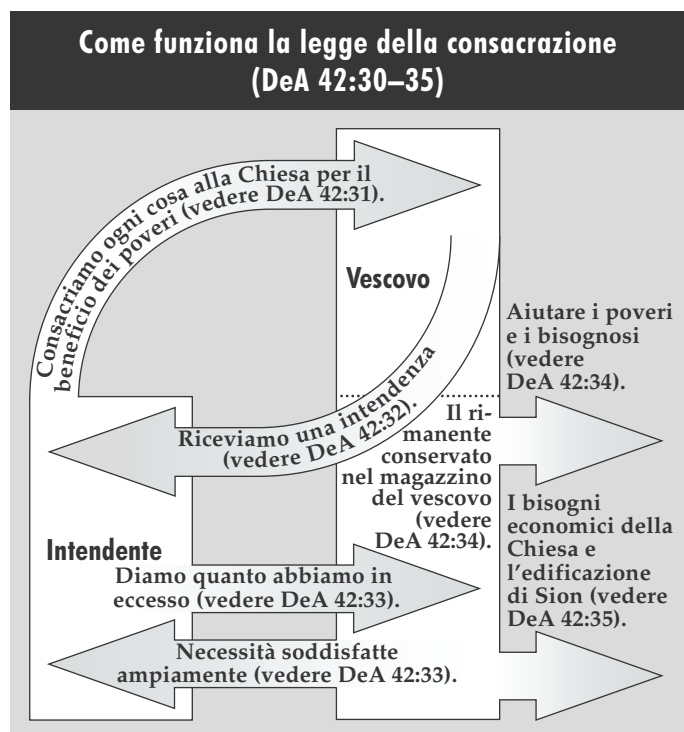 Come funziona la legge della consacrazione
(DeA 42:30–35)
Consacriamo ogni cosa alla Chiesa per il
beneficio dei poveri (vedere DeA 42:31).
Vescovo
Riceviamo una intendenza
(vedere DeA 42:32).
Aiutare i poveri
e i bisognosi
(vedere
DeA 42:34).
Il ri-
manente
conservato
nel magazzino
del vescovo
(vedere
DeA 42:34).
Intendente
Diamo quanto abbiamo in
eccesso (vedere DeA 42:33).
I bisogni
economici della
Chiesa e
l’edificazione
di Sion (vedere
DeA 42:35).
Necessità soddisfatte
ampiamente (vedere DeA 42:33).